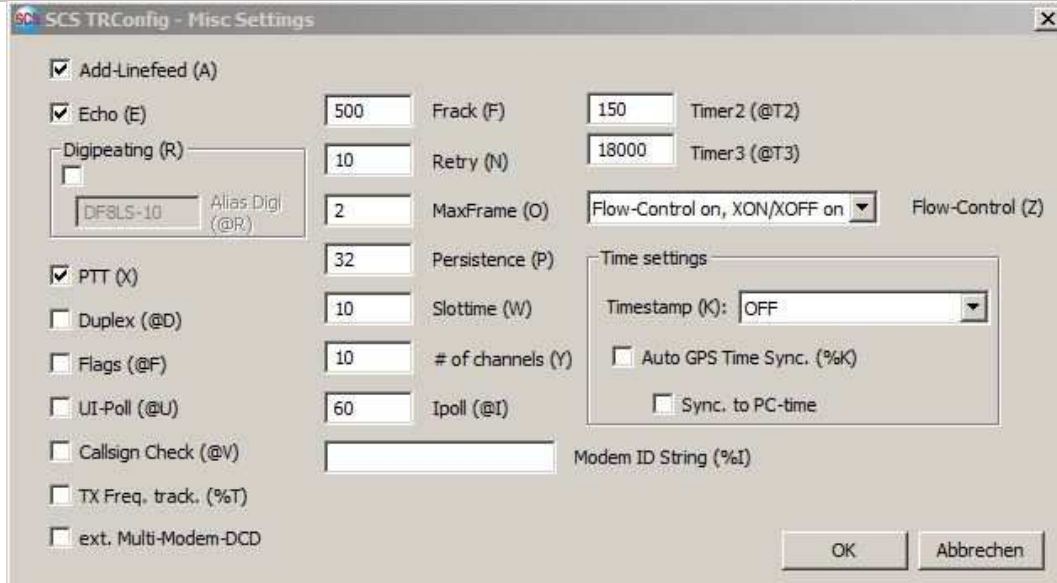 SCS TRConfig - Misc Settings
Add-Linefeed (A)
Echo (E)
Digipeating (R)
DF8LS-10
Alias Digi
(@R)
PTT (X)
Duplex (@D)
Flags (@F)
UI-Poll (@U)
Callsign Check (@V)
TX Freq. track. (%T)
ext. Multi-Modem-DCD
500 Frack (F)
10 Retry (N)
2 MaxFrame (O)
32 Persistence (P)
10 Slottime (W)
10 # of channels (Y)
60 Ipoll (@I)
Modem ID String (%I)
150 Timer2 (@T2)
18000 Timer3 (@T3)
Flow-Control on, XON/XOFF on Flow-Control (Z)
Time settings
Timestamp (K): OFF
Auto GPS Time Sync. (%K)
Sync. to PC-time
OK
Abbrechen